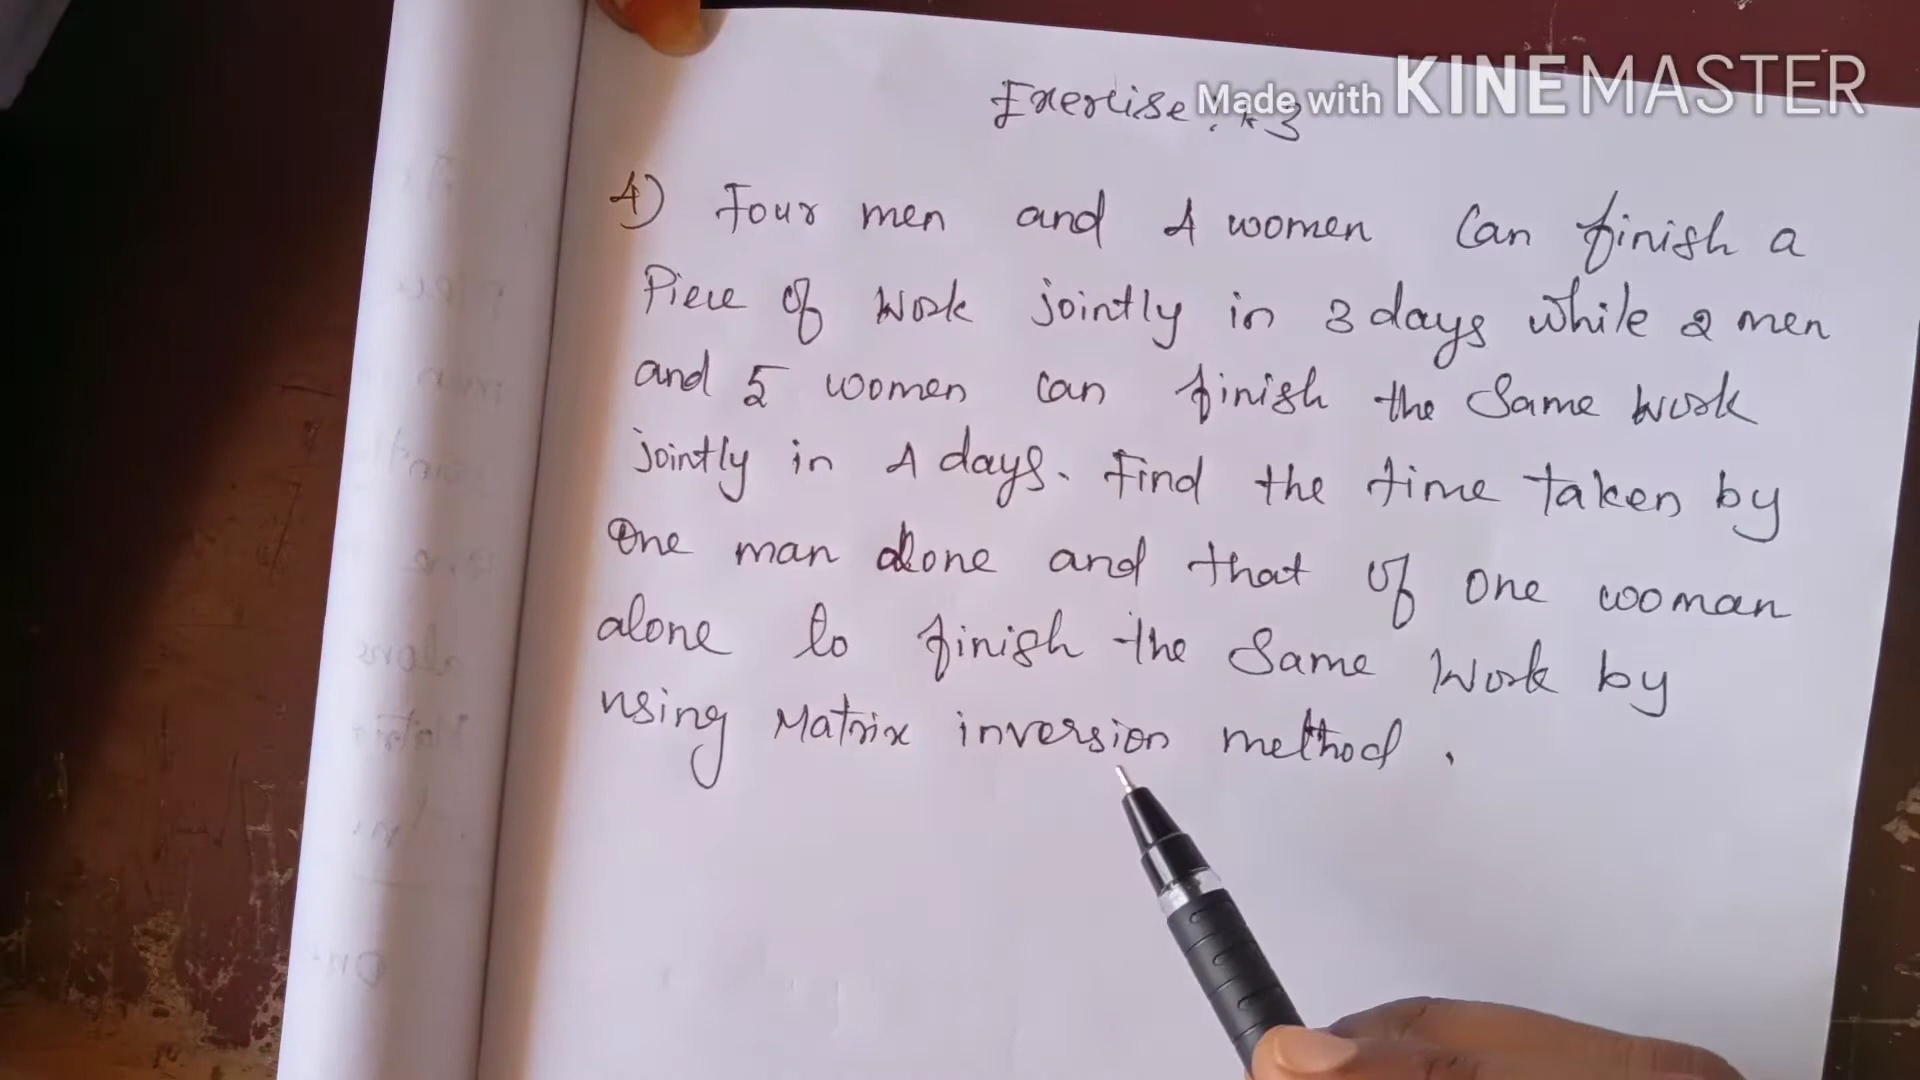 Exercise 1.3
Made with KINEMASTER
4) Four men and 4 women can finish a
Piece of work jointly in 3 days while 2 men
and 5 women can finish the same work
jointly in 4 days. Find the time taken by
one man alone and that of one woman
alone to finish the same work by
using Matrix inversion method.